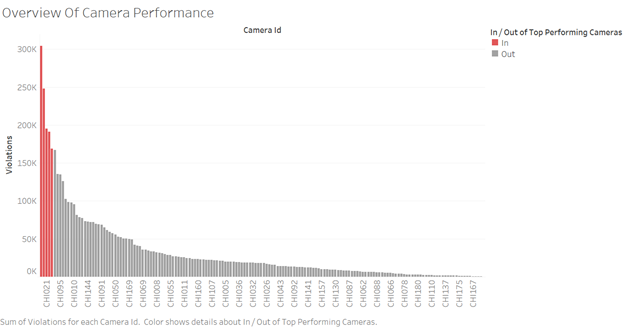 Overview Of Camera Performance
Camera Id
In / Out of Top Performing Cameras
In
Out
Violations
300K
250K
200K
150K
100K
50K
0K
CHI021
CHI095
CHI010
CHI144
CHI091
CHI050
CHI169
CHI069
CHI008
CHI055
CHI011
CHI160
CHI107
CHI005
CHI036
CHI032
CHI026
CHI043
CHI092
CHI141
CHI157
CHI130
CHI087
CHI062
CHI088
CHI066
CHI078
CHI180
CHI110
CHI137
CHI175
CHI167
Sum of Violations for each Camera Id.  Color shows details about In / Out of Top Performing Cameras.